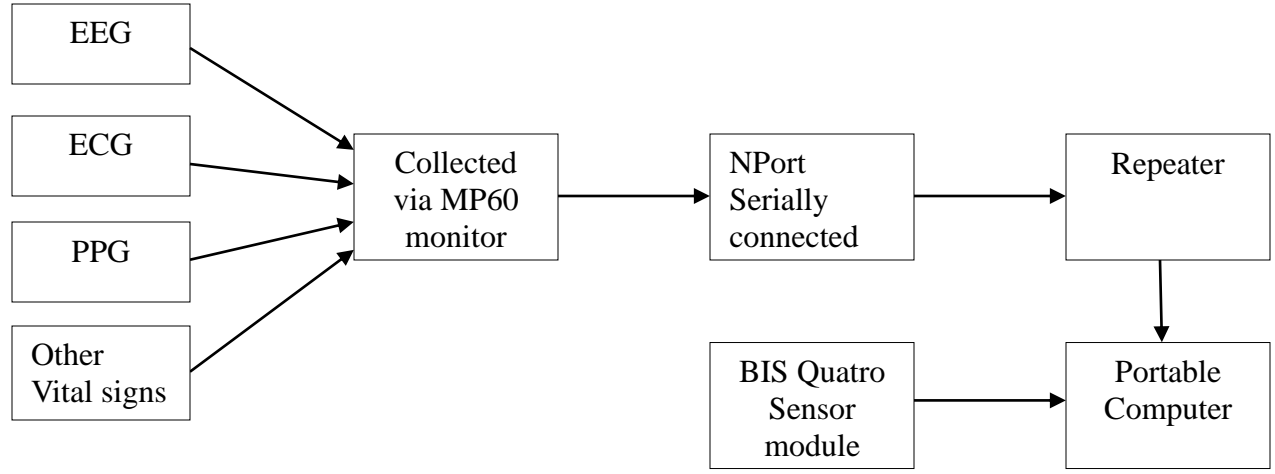 EEG
ECG
PPG
Other
Vital signs
Collected
via MP60
monitor
NPort
Serially
connected
Repeater
BIS Quatro
Sensor
module
Portable
Computer